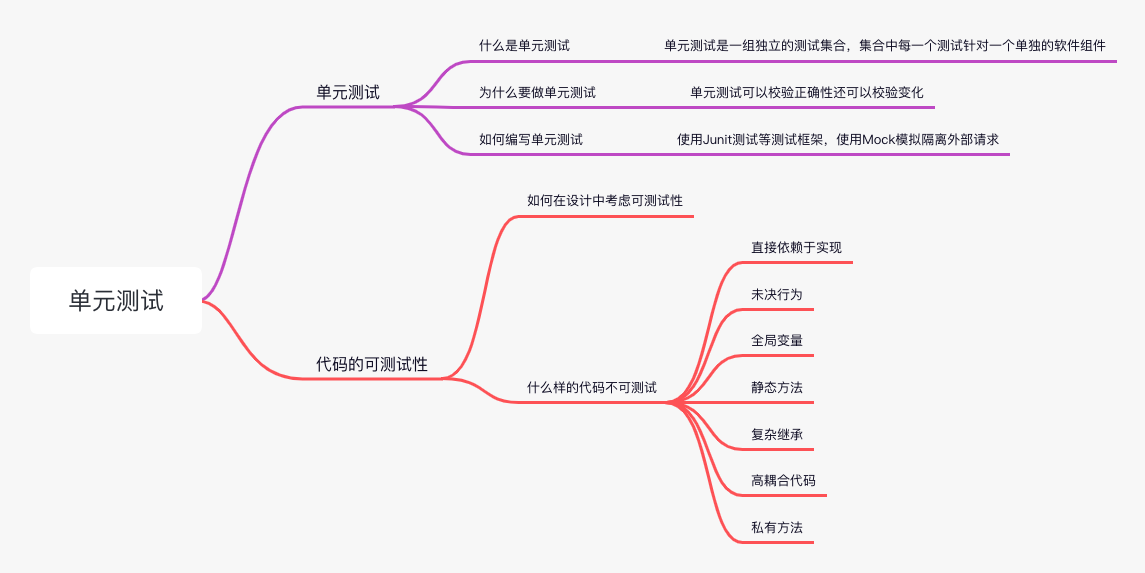 单元测试
单元测试
什么是单元测试
单元测试是一组独立的测试集合，集合中每一个测试针对一个单独的软件组件
为什么要做单元测试
单元测试可以校验正确性还可以校验变化
如何编写单元测试
使用Junit测试等测试框架，使用Mock模拟隔离外部请求
代码的可测试性
如何在设计中考虑可测试性
什么样的代码不可测试
直接依赖于实现
未决行为
全局变量
静态方法
复杂继承
高耦合代码
私有方法